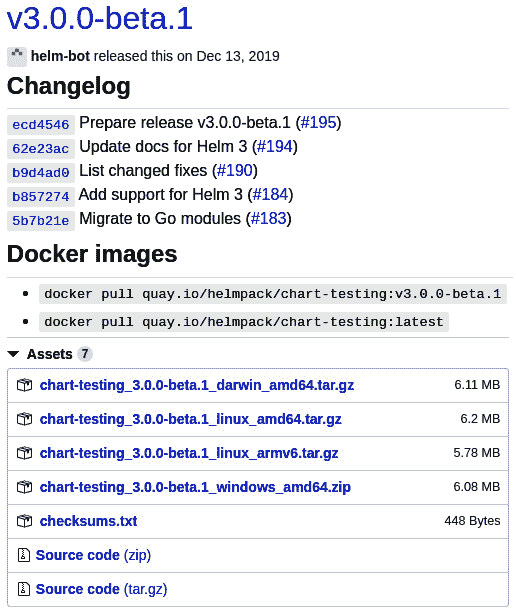 v3.0.0-beta.1
helm-bot released this on Dec 13, 2019
Changelog
ecd4546 Prepare release v3.0.0-beta.1 (#195)
62e23ac Update docs for Helm 3 (#194)
b9d4ad0 List changed fixes (#190)
b857274 Add support for Helm 3 (#184)
5b7b21e Migrate to Go modules (#183)
Docker images
docker pull quay.io/helmpack/chart-testing:v3.0.0-beta.1
docker pull quay.io/helmpack/chart-testing:latest
Assets 7
chart-testing_3.0.0-beta.1_darwin_amd64.tar.gz 6.11 MB
chart-testing_3.0.0-beta.1_linux_amd64.tar.gz 6.2 MB
chart-testing_3.0.0-beta.1_linux_armv6.tar.gz 5.78 MB
chart-testing_3.0.0-beta.1_windows_amd64.zip 6.08 MB
checksums.txt 448 Bytes
Source code (zip)
Source code (tar.gz)